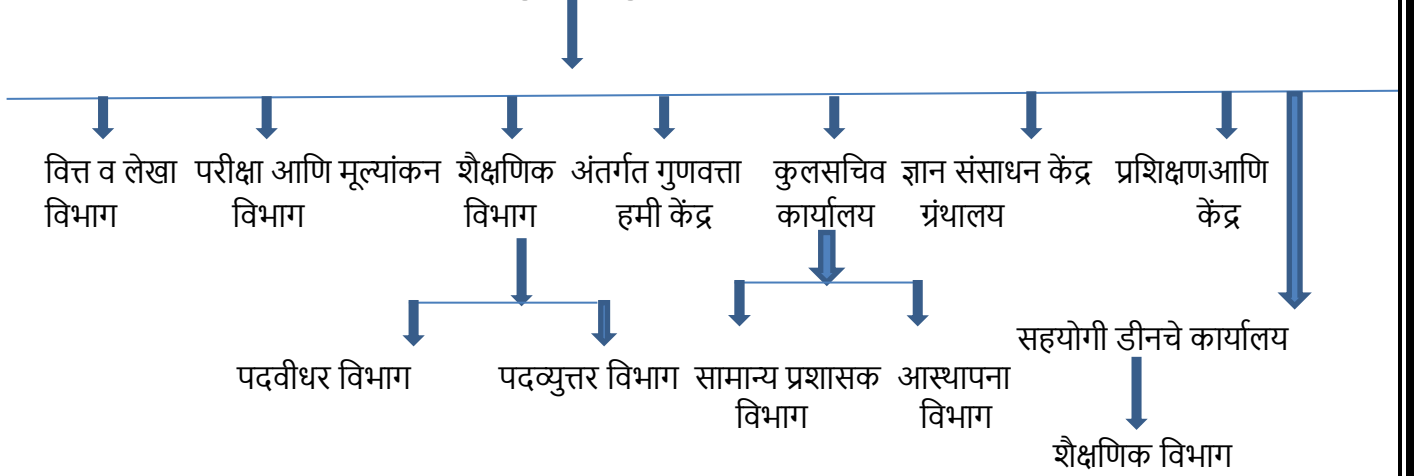 वित्त व लेखा परीक्षा आणि मूल्यांकन शैक्षणिक अंतर्गत गुणवत्ता कुलसचिव ज्ञान संसाधन केंद्र प्रशिक्षणआणि
विभाग विभाग विभाग हमी केंद्र कार्यालय ग्रंथालय केंद्र
सहयोगी डीनचे कार्यालय
पदवीधर विभाग पदव्युत्तर विभाग सामान्य प्रशासक आस्थापना
विभाग विभाग
शैक्षणिक विभाग